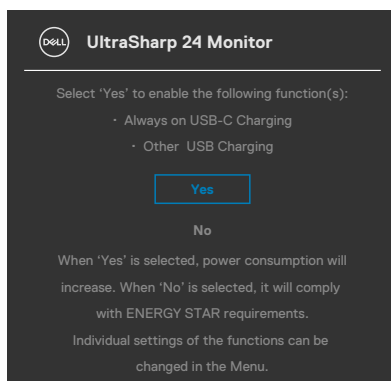 DELL UltraSharp 24 Monitor
Select ‘Yes’ to enable the following function(s):
· Always on USB-C Charging
· Other USB Charging
Yes
No
When ‘Yes’ is selected, power consumption will
increase. When ‘No’ is selected, it will comply
with ENERGY STAR requirements.
Individual settings of the functions can be
changed in the Menu.